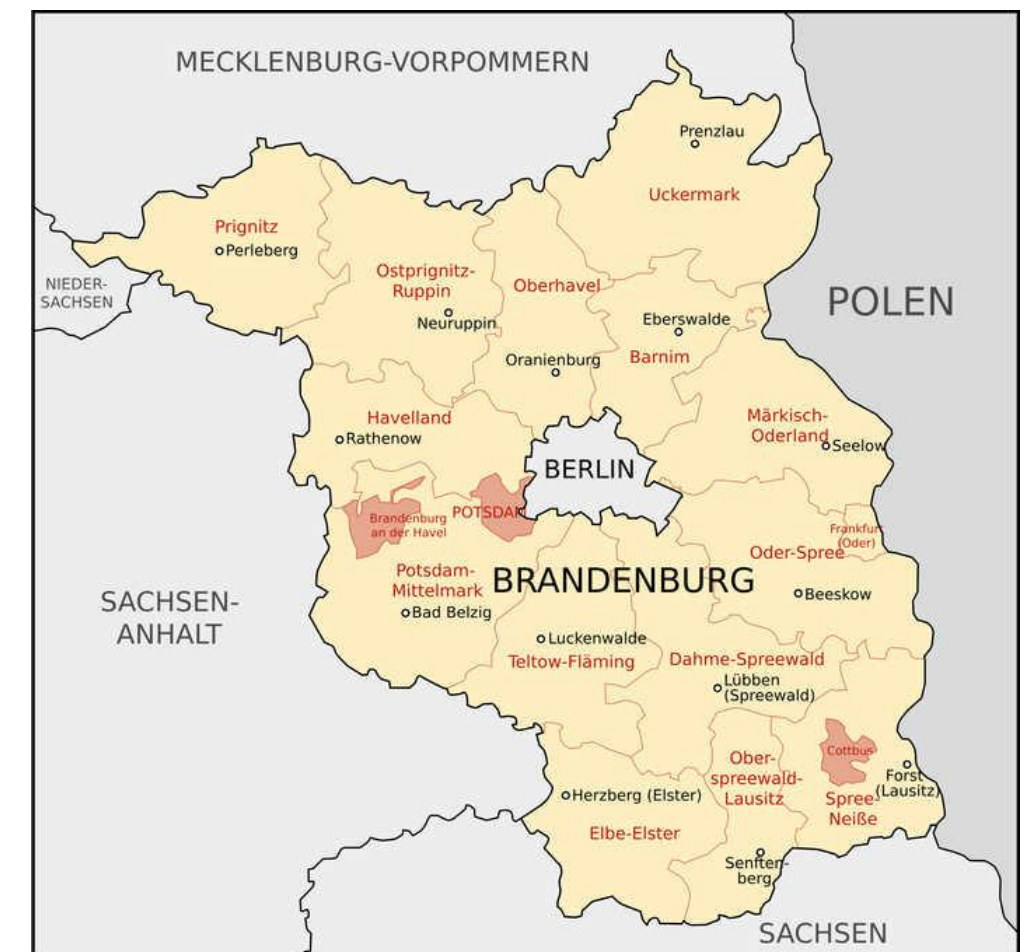 MECKLENBURG-VORPOMMERN
Prenzlau
Uckermark
Prignitz
Perleberg
NIEDER-
SACHSEN
Ostprignitz-
Ruppin
Neuruppin
Oberhavel
Oranienburg
Eberswalde
Barnim
POLEN
Havelland
Rathenow
Märkisch-
Oderland
Seelow
BERLIN
Brandenburg
an der Havel
POTSDAM
Frankfurt
(Oder)
Oder-Spree
Beeskow
Potsdam-
Mittelmark
Bad Belzig
BRANDENBURG
SACHSEN-
ANHALT
Luckenwalde
Teltow-Fläming
Dahme-Spreewald
Lübben
(Spreewald)
Cottbus
Forst
(Lausitz)
Ober-
spreewald-
Lausitz
Spree-
Neiße
Herzberg (Elster)
Elbe-Elster
Senften-
berg
SACHSEN